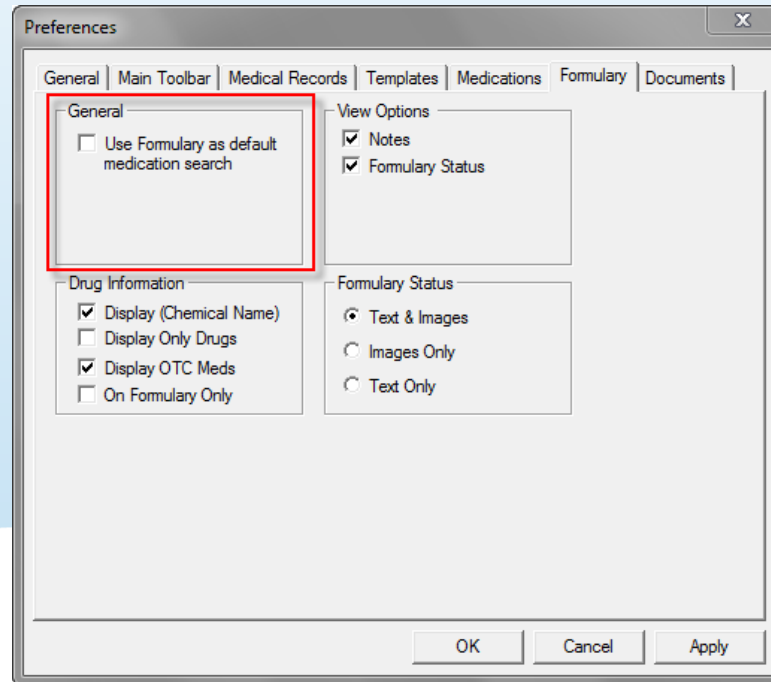 Preferences
General
Main Toolbar
Medical Records
Templates
Medications
Formulary
Documents
General
Use Formulary as default
medication search
View Options
Notes
Formulary Status
Drug Information
Display (Chemical Name)
Display Only Drugs
Display OTC Meds
On Formulary Only
Formulary Status
Text & Images
Images Only
Text Only
OK
Cancel
Apply